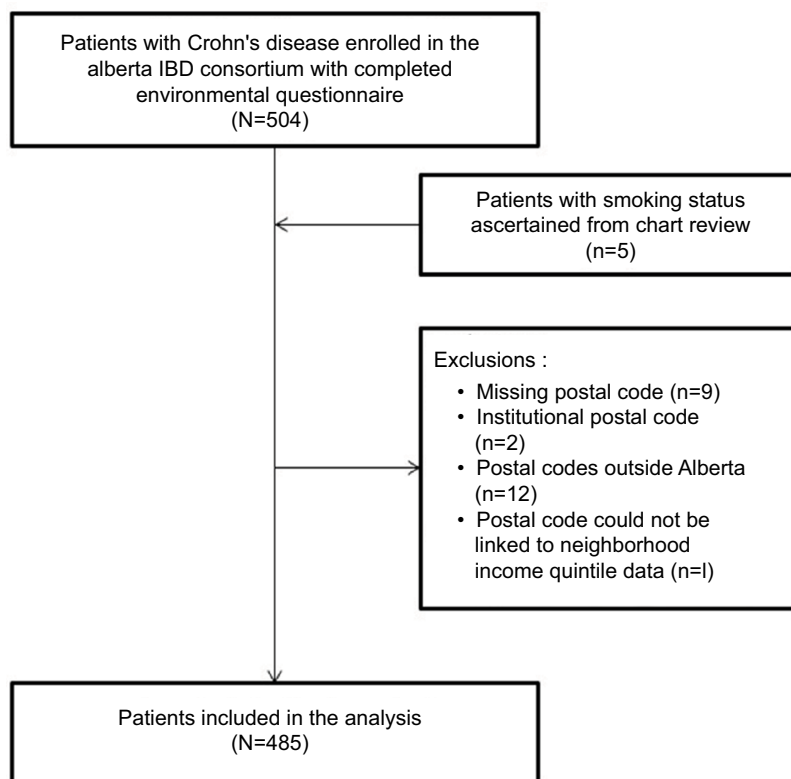 Patients with Crohn's disease enrolled in the
alberta IBD consortium with completed
environmental questionnaire
(N=504)
Patients with smoking status
ascertained from chart review
(n=5)
Exclusions :
• Missing postal code (n=9)
• Institutional postal code
(n=2)
• Postal codes outside Alberta
(n=12)
• Postal code could not be
linked to neighborhood
income quintile data (n=l)
Patients included in the analysis
(N=485)